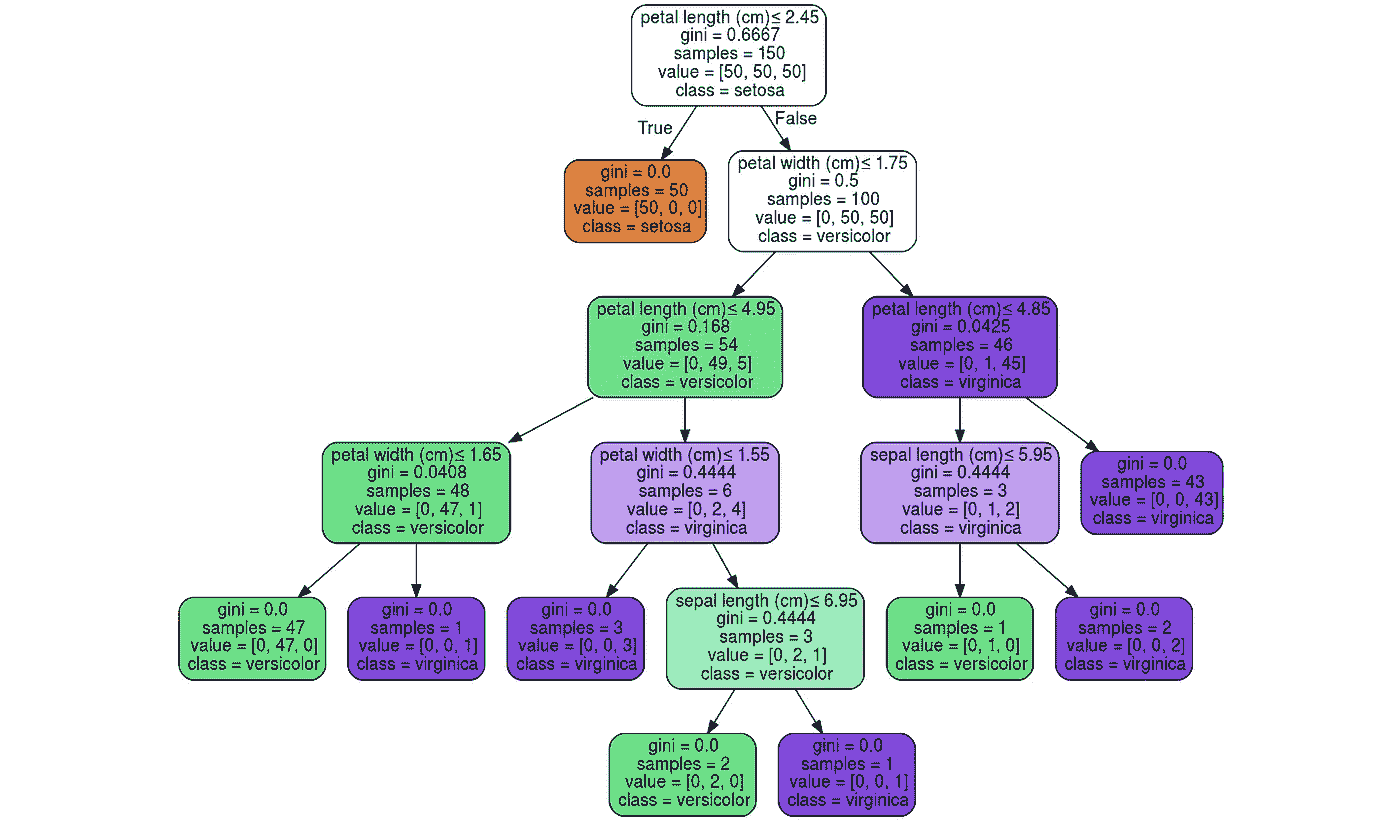 petal length (cm)≤ 2.45
gini = 0.6667
samples = 150
value = [50, 50, 50]
class = setosa
True
False
gini = 0.0
samples = 50
value = [50, 0, 0]
class = setosa
petal width (cm)≤ 1.75
gini = 0.5
samples = 100
value = [0, 50, 50]
class = versicolor
petal length (cm)≤ 4.95
gini = 0.168
samples = 54
value = [0, 49, 5]
class = versicolor
petal length (cm)≤ 4.85
gini = 0.0425
samples = 46
value = [0, 1, 45]
class = virginica
petal width (cm)≤ 1.65
gini = 0.0408
samples = 48
value = [0, 47, 1]
class = versicolor
petal width (cm)≤ 1.55
gini = 0.4444
samples = 6
value = [0, 2, 4]
class = virginica
sepal length (cm)≤ 5.95
gini = 0.4444
samples = 3
value = [0, 1, 2]
class = virginica
gini = 0.0
samples = 43
value = [0, 0, 43]
class = virginica
gini = 0.0
samples = 47
value = [0, 47, 0]
class = versicolor
gini = 0.0
samples = 1
value = [0, 0, 1]
class = virginica
gini = 0.0
samples = 3
value = [0, 0, 3]
class = virginica
sepal length (cm)≤ 6.95
gini = 0.4444
samples = 3
value = [0, 2, 1]
class = versicolor
gini = 0.0
samples = 1
value = [0, 1, 0]
class = versicolor
gini = 0.0
samples = 2
value = [0, 0, 2]
class = virginica
gini = 0.0
samples = 2
value = [0, 2, 0]
class = versicolor
gini = 0.0
samples = 1
value = [0, 0, 1]
class = virginica